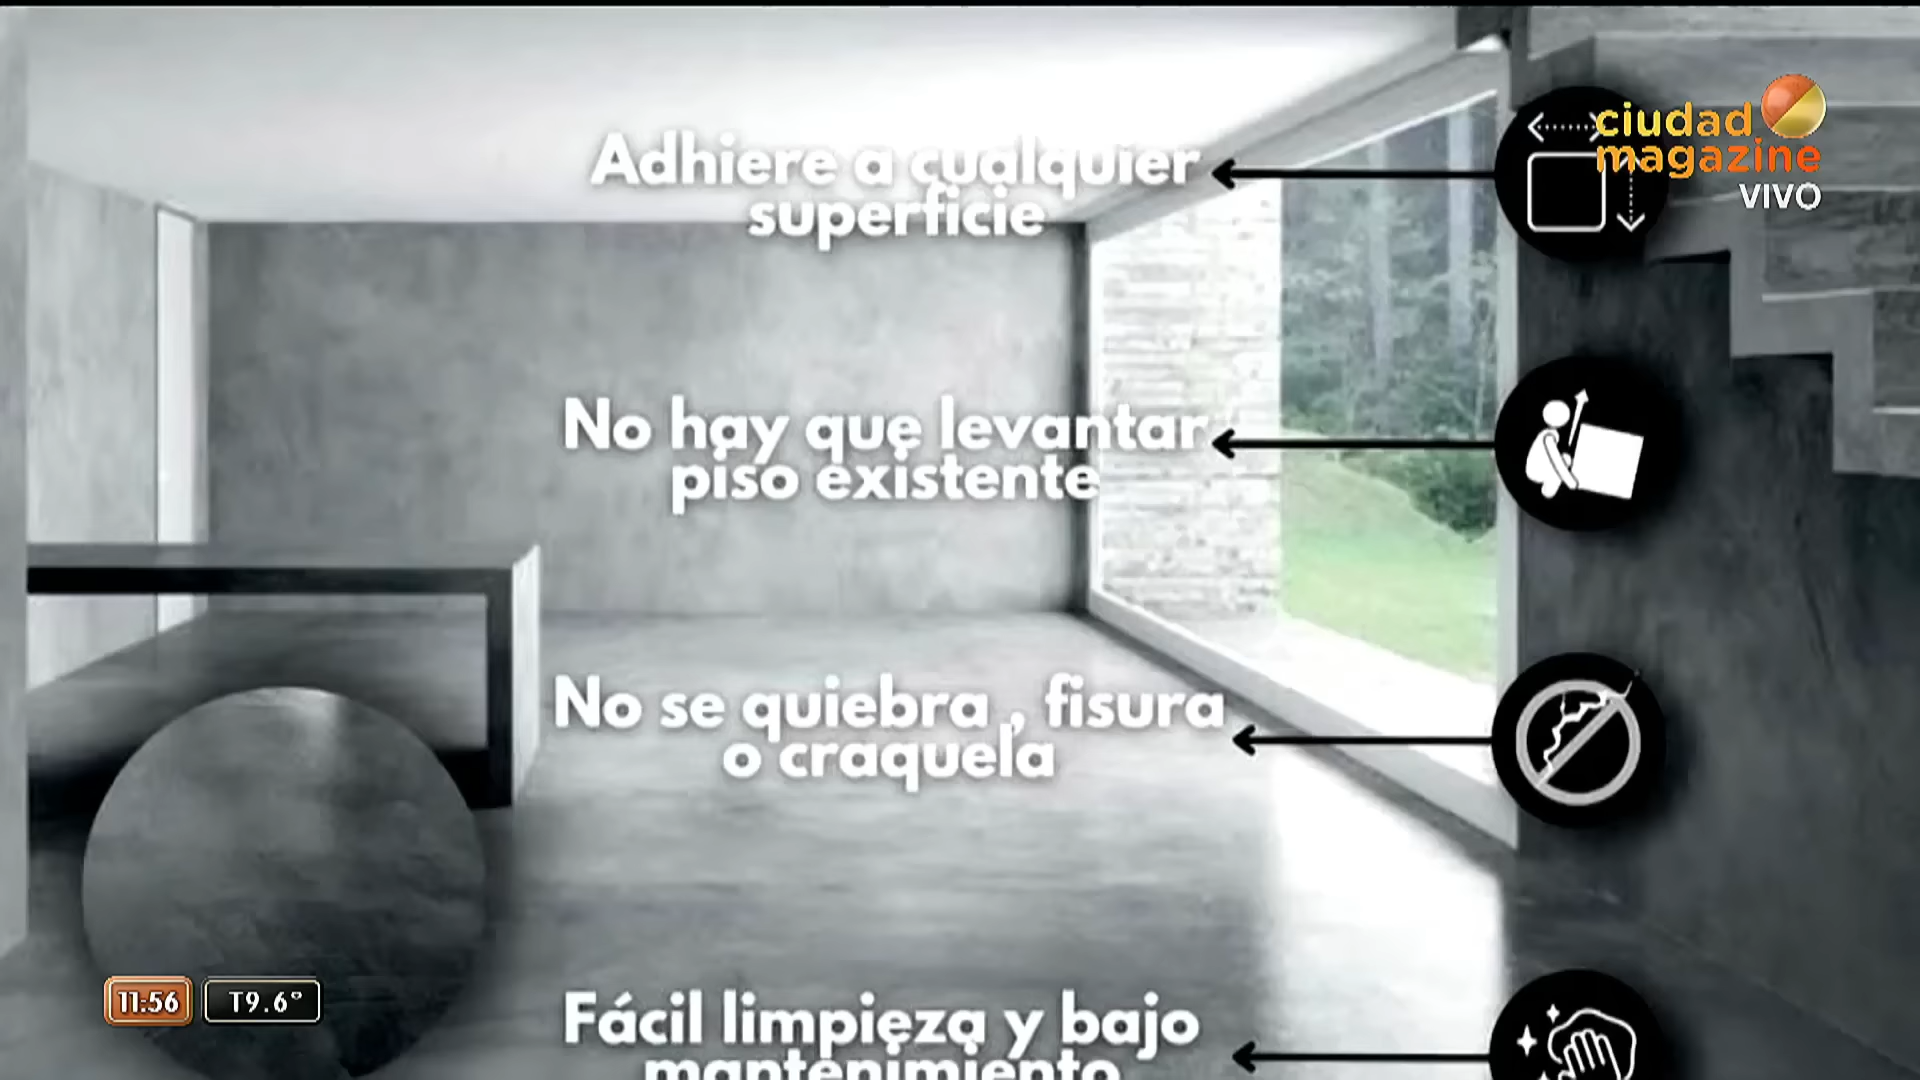 ciudad
magazine
VIVO
Adhiere a cualquier
superficie
No hay que levantar
piso existente
No se quiebra , fisura
o craquela
Fácil limpieza y bajo
mantenimiento
11:56
T9.6°